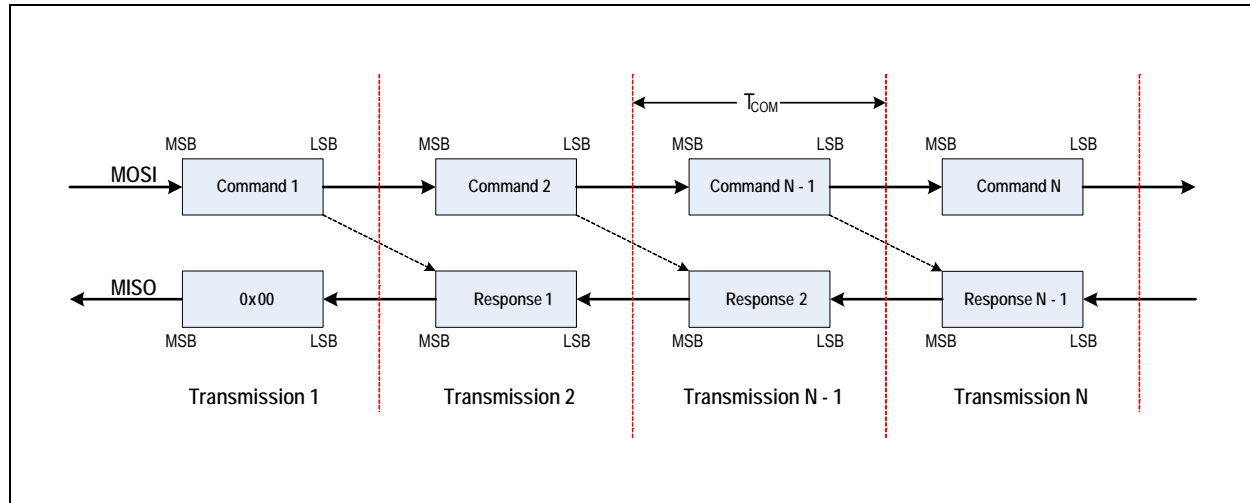 T_COM
MSB LSB MSB LSB MSB LSB MSB LSB
MOSI Command 1 Command 2 Command N - 1 Command N
MISO 0x00 Response 1 Response 2 Response N - 1
MSB LSB MSB LSB MSB LSB MSB LSB
Transmission 1 Transmission 2 Transmission N - 1 Transmission N